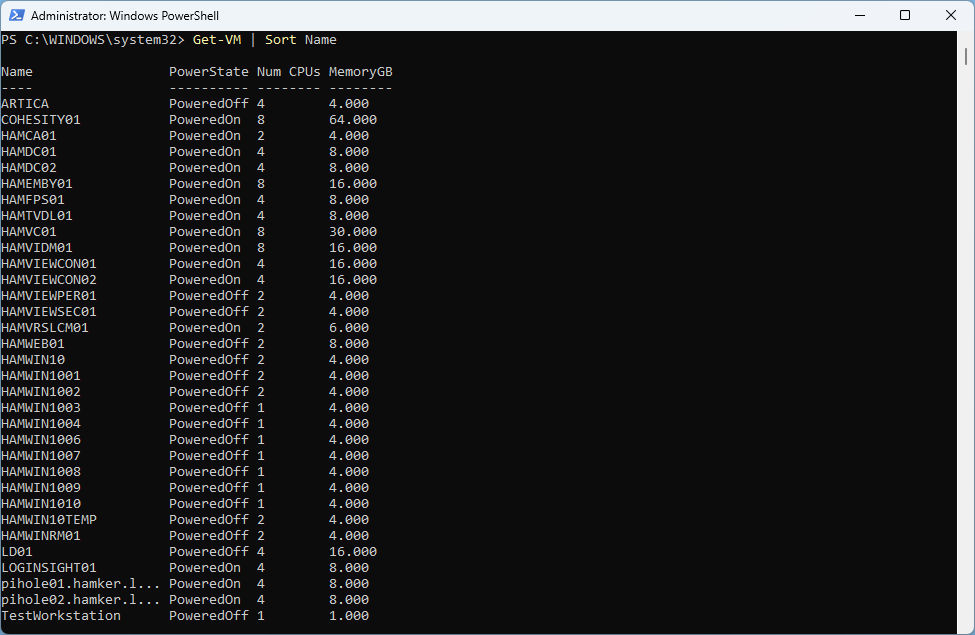 Administrator: Windows PowerShell
PS C:\WINDOWS\system32> Get-VM | Sort Name
Name                 PowerState Num CPUs MemoryGB
----                 ---------- -------- --------
ARTICA               PoweredOff 4        4.000
COHESITY01           PoweredOn  8        64.000
HAMCA01              PoweredOn  2        4.000
HAMDC01              PoweredOn  4        8.000
HAMDC02              PoweredOn  4        8.000
HAMEMBY01            PoweredOn  8        16.000
HAMFPS01             PoweredOn  4        8.000
HAMTVDL01            PoweredOn  4        8.000
HAMVC01              PoweredOn  8        30.000
HAMVIDM01            PoweredOn  8        16.000
HAMVIEWCON01         PoweredOn  4        16.000
HAMVIEWCON02         PoweredOn  4        16.000
HAMVIEWPER01         PoweredOff 2        4.000
HAMVIEWSEC01         PoweredOff 2        4.000
HAMVRSLCM01          PoweredOn  2        6.000
HAMWEB01             PoweredOff 2        8.000
HAMWIN10             PoweredOff 2        4.000
HAMWIN1001           PoweredOff 2        4.000
HAMWIN1002           PoweredOff 2        4.000
HAMWIN1003           PoweredOff 1        4.000
HAMWIN1004           PoweredOff 1        4.000
HAMWIN1006           PoweredOff 1        4.000
HAMWIN1007           PoweredOff 1        4.000
HAMWIN1008           PoweredOff 1        4.000
HAMWIN1009           PoweredOff 1        4.000
HAMWIN1010           PoweredOff 1        4.000
HAMWIN10TEMP         PoweredOff 2        4.000
HAMWINRM01           PoweredOff 2        4.000
LD01                 PoweredOff 4        16.000
LOGINSIGHT01         PoweredOn  4        8.000
pihole01.hamker.l... PoweredOn  4        8.000
pihole02.hamker.l... PoweredOn  4        8.000
TestWorkstation      PoweredOff 1        1.000